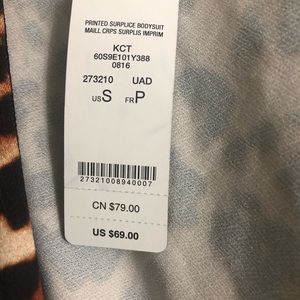 PRINTED SURPLICE BODYSUIT
MAILL CRPS SURPLIS IMPRIM
KCT
60S9E101Y388
0816
273210 UAD
US S FR P
27321008940007
CN $79.00
US $69.00